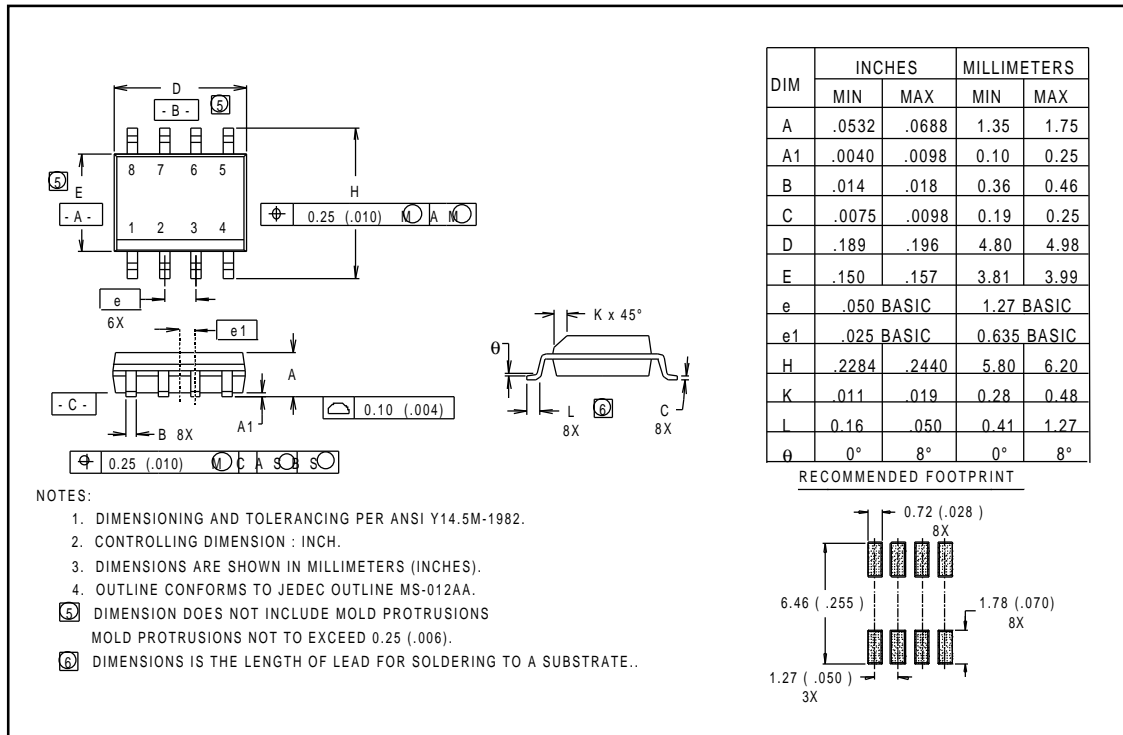 D
- B -
5
8 7 6 5
5
E
H
- A -
0.25 (.010) M A M
1 2 3 4
e
6X
e1
K x 45°
θ
A
- C -
A1
0.10 (.004)
L
6
C
8X
8X
B 8X
0.25 (.010) M C A S B S
DIM INCHES MILLIMETERS
MIN MAX MIN MAX
A .0532 .0688 1.35 1.75
A1 .0040 .0098 0.10 0.25
B .014 .018 0.36 0.46
C .0075 .0098 0.19 0.25
D .189 .196 4.80 4.98
E .150 .157 3.81 3.99
e .050 BASIC 1.27 BASIC
e1 .025 BASIC 0.635 BASIC
H .2284 .2440 5.80 6.20
K .011 .019 0.28 0.48
L 0.16 .050 0.41 1.27
θ 0° 8° 0° 8°
NOTES:
1. DIMENSIONING AND TOLERANCING PER ANSI Y14.5M-1982.
2. CONTROLLING DIMENSION : INCH.
3. DIMENSIONS ARE SHOWN IN MILLIMETERS (INCHES).
4. OUTLINE CONFORMS TO JEDEC OUTLINE MS-012AA.
5 DIMENSION DOES NOT INCLUDE MOLD PROTRUSIONS
MOLD PROTRUSIONS NOT TO EXCEED 0.25 (.006).
6 DIMENSIONS IS THE LENGTH OF LEAD FOR SOLDERING TO A SUBSTRATE..
RECOMMENDED FOOTPRINT
0.72 (.028 )
8X
6.46 ( .255 )
1.78 (.070)
8X
1.27 ( .050 )
3X